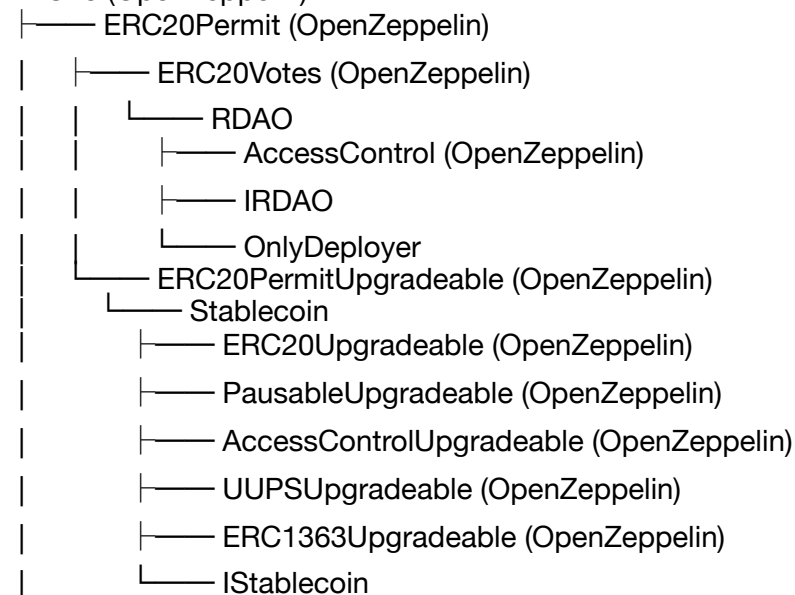 ├── ERC20Permit (OpenZeppelin)
│ ├── ERC20Votes (OpenZeppelin)
│ │ └── RDAO
│ │ ├── AccessControl (OpenZeppelin)
│ │ ├── IRDAO
│ │ └── OnlyDeployer
│ └── ERC20PermitUpgradeable (OpenZeppelin)
│ └── Stablecoin
│ ├── ERC20Upgradeable (OpenZeppelin)
│ ├── PausableUpgradeable (OpenZeppelin)
│ ├── AccessControlUpgradeable (OpenZeppelin)
│ ├── UUPSUpgradeable (OpenZeppelin)
│ ├── ERC1363Upgradeable (OpenZeppelin)
│ └── IStablecoin